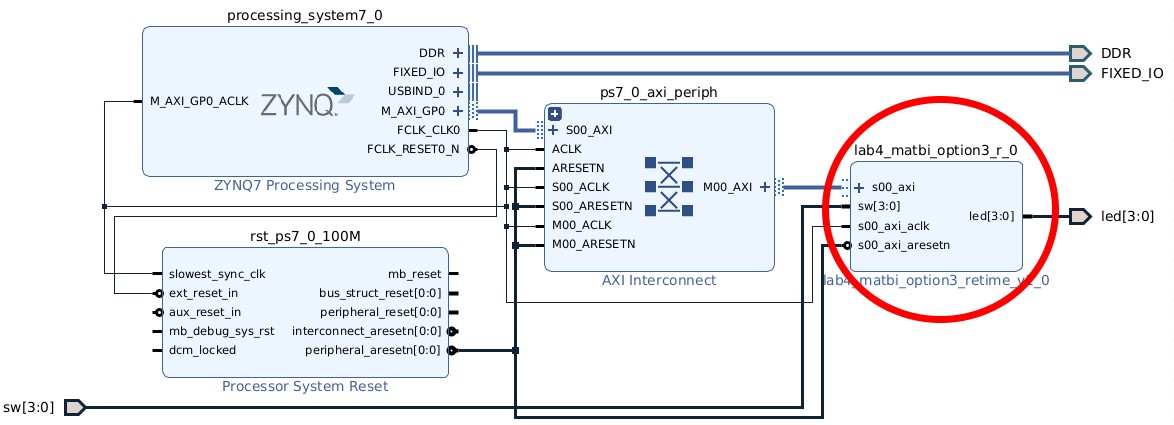 processing_system7_0
DDR
FIXED_IO
USBIND_0
M_AXI_GP0_ACLK
ZYNQ
M_AXI_GP0
FCLK_CLK0
FCLK_RESET0_N
ZYNQ7 Processing System
DDR
FIXED_IO
ps7_0_axi_periph
S00_AXI
ACLK
ARESETN
S00_ACLK
M00_AXI
S00_ARESETN
M00_ACLK
M00_ARESETN
AXI Interconnect
lab4_matbi_option3_r_0
s00_axi
sw[3:0]
led[3:0]
s00_axi_aclk
s00_axi_aresetn
led[3:0]
rst_ps7_0_100M
slowest_sync_clk
mb_reset
ext_reset_in
bus_struct_reset[0:0]
aux_reset_in
peripheral_reset[0:0]
mb_debug_sys_rst
interconnect_aresetn[0:0]
dcm_locked
peripheral_aresetn[0:0]
Processor System Reset
sw[3:0]